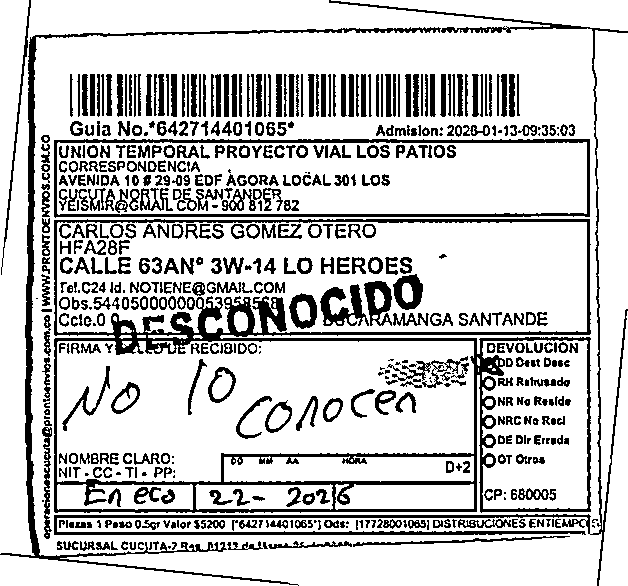 Guia No.*642714401065*
Admision: 2026-01-13-09:35:03
UNION TEMPORAL PROYECTO VIAL LOS PATIOS
CORRESPONDENCIA
AVENIDA 10 # 29-09 EDF AGORA LOCAL 301 LOS
CUCUTA NORTE DE SANTANDER
YEISMIR@GMAIL.COM - 900 812 782
CARLOS ANDRES GOMEZ OTERO
HFA28F
CALLE 63AN° 3W-14 LO HEROES
Tel.C24 Id. NOTIENE@GMAIL.COM
Obs.
Ccto.0
DESCONOCIDO
BUCARAMANGA SANTANDE
FIRMA Y SELLO DE RECIBIDO:
No lo conocen
DEVOLUCION
DD Dest Desc
RH Rehusado
NR No Reside
NRC No Recl
DE Dir Errada
OT Otros
CP: 680005
NOMBRE CLARO:
NIT - CC - TI - PP:
DD MM AA HORA
D+2
Eneco 22- 2026
Piezas 1 Peso 0.5gr Valor $5200 [*642714401065*] Ods: [17728001065] DISTRIBUCIONES ENTIEMPO S
SUCURSAL CUCUTA-7
operacionescucuta@prontoenvios.com.co | WWW.PRONTOENVIOS.COM.CO